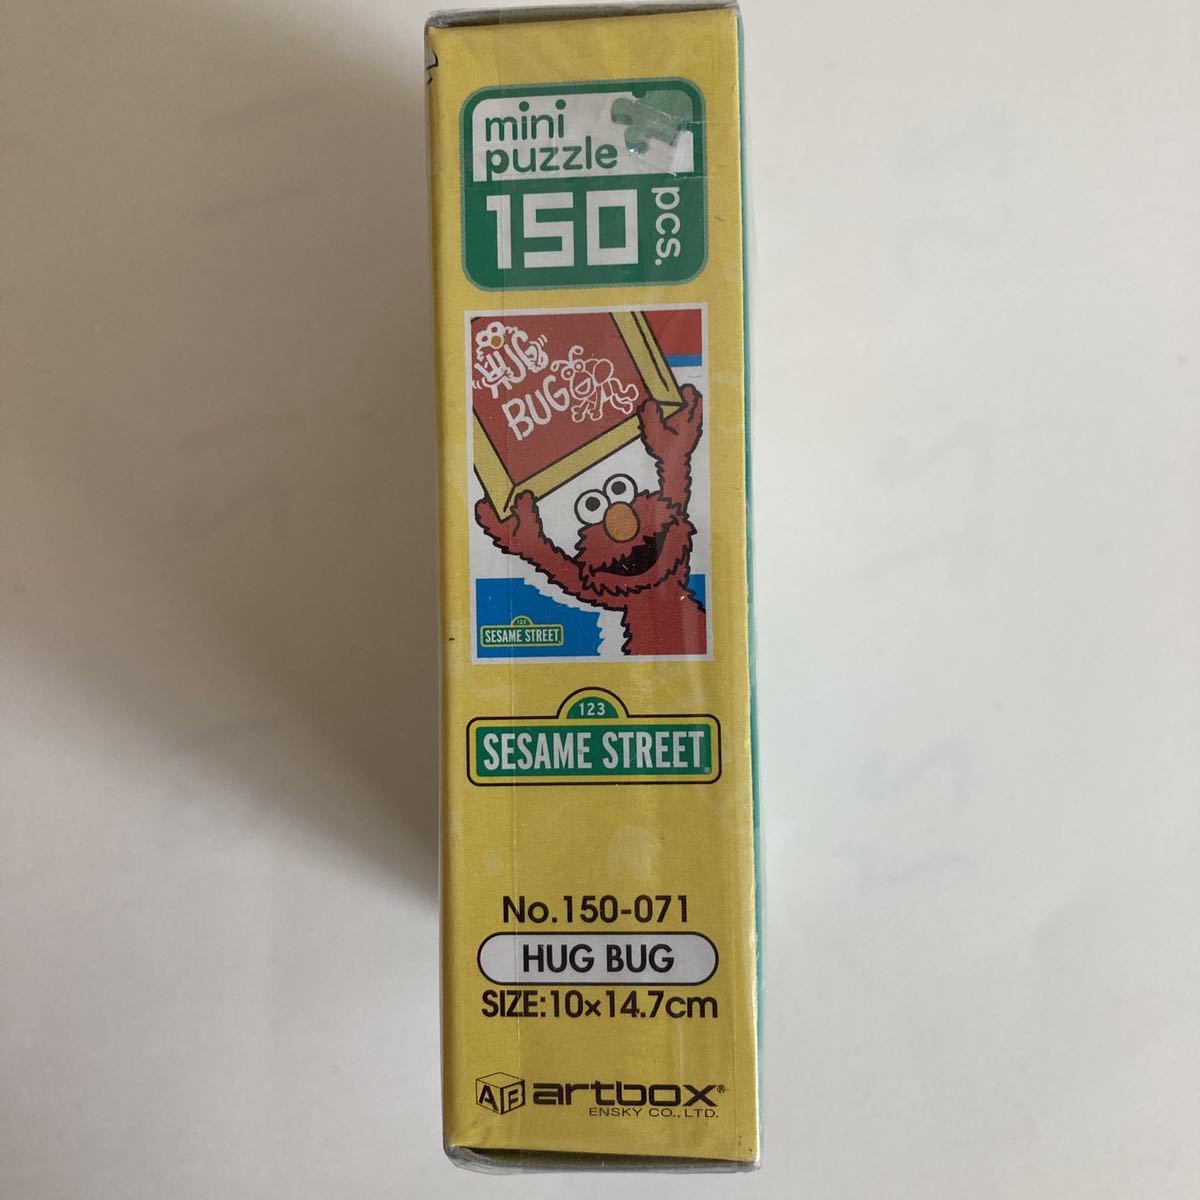 mini
puzzle
150
pcs.
HUG
BUG
123
SESAME STREET
123
SESAME STREET®
No.150-071
HUG BUG
SIZE:10×14.7cm
AB artbox®
ENSKY CO., LTD.